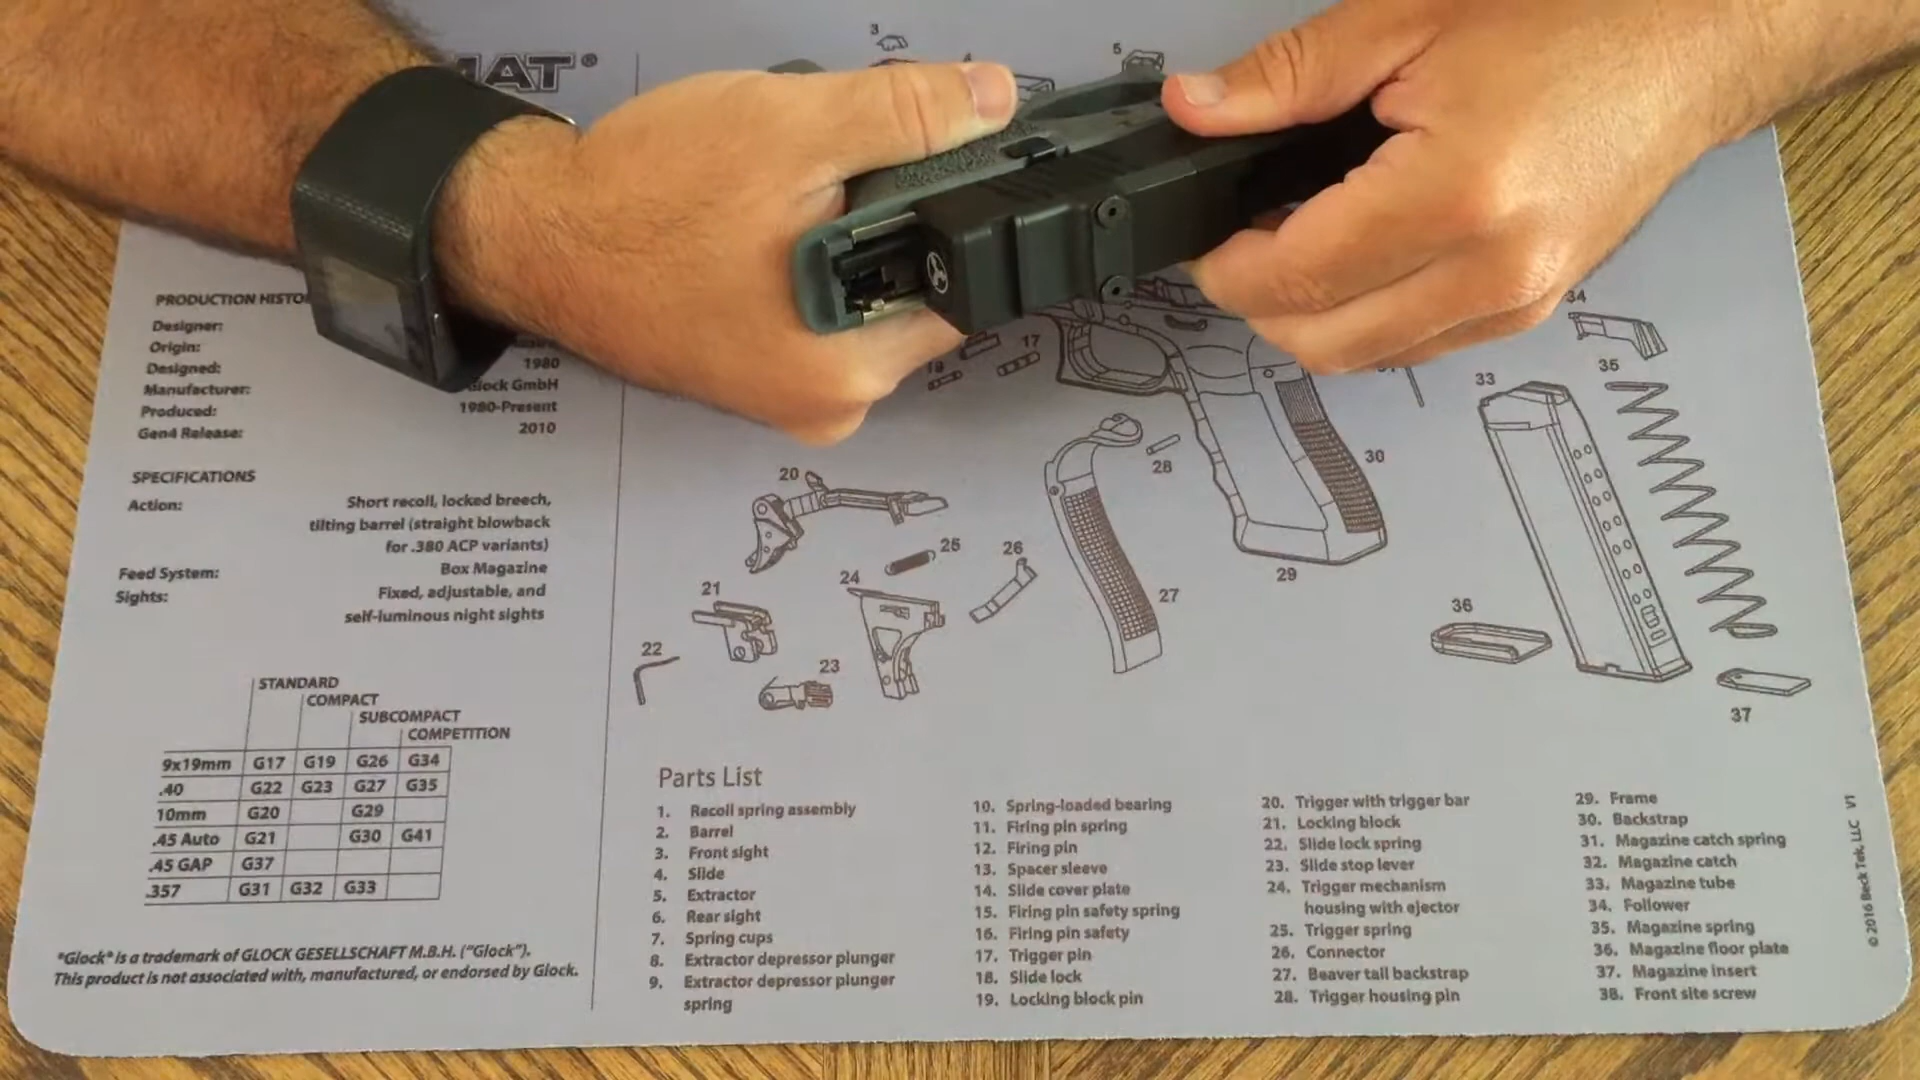 MAT®
3
5
PRODUCTION HISTO
Designer:
Origin:
Designed: 1980
Manufacturer: Glock GmbH
Produced: 1980-Present
Gen4 Release: 2010
SPECIFICATIONS
Action: Short recoil, locked breech,
tilting barrel (straight blowback
for .380 ACP variants)
Feed System: Box Magazine
Sights: Fixed, adjustable, and
self-luminous night sights
STANDARD
COMPACT
SUBCOMPACT
COMPETITION
9x19mm G17 G19 G26 G34
.40 G22 G23 G27 G35
10mm G20 G29
.45 Auto G21 G30 G41
.45 GAP G37
.357 G31 G32 G33
*Glock® is a trademark of GLOCK GESELLSCHAFT M.B.H. ("Glock").
This product is not associated with, manufactured, or endorsed by Glock.
17
19
34
35
33
20
28
30
25
26
29
21
24
27
36
22
23
37
Parts List
1. Recoil spring assembly
2. Barrel
3. Front sight
4. Slide
5. Extractor
6. Rear sight
7. Spring cups
8. Extractor depressor plunger
9. Extractor depressor plunger
spring
10. Spring-loaded bearing
11. Firing pin spring
12. Firing pin
13. Spacer sleeve
14. Slide cover plate
15. Firing pin safety spring
16. Firing pin safety
17. Trigger pin
18. Slide lock
19. Locking block pin
20. Trigger with trigger bar
21. Locking block
22. Slide lock spring
23. Slide stop lever
24. Trigger mechanism
housing with ejector
25. Trigger spring
26. Connector
27. Beaver tail backstrap
28. Trigger housing pin
29. Frame
30. Backstrap
31. Magazine catch spring
32. Magazine catch
33. Magazine tube
34. Follower
35. Magazine spring
36. Magazine floor plate
37. Magazine insert
38. Front site screw
© 2016 Beck Tek, LLC V1